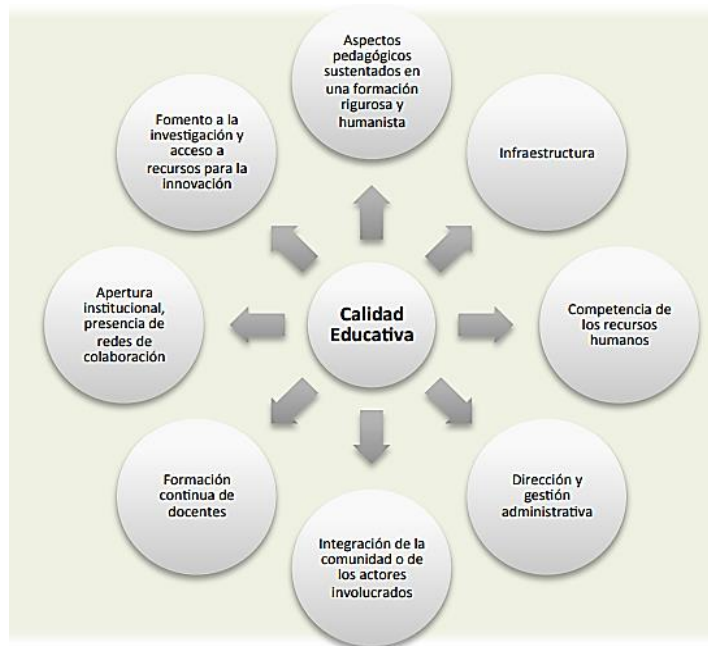 Aspectos
pedagógicos
sustentados en
una formación
rigurosa y
humanista
Infraestructura
Competencia de
los recursos
humanos
Dirección y
gestión
administrativa
Integración de la
comunidad o de
los actores
involucrados
Formación
continua de
docentes
Apertura
institucional,
presencia de
redes de
colaboración
Fomento a la
investigación y
acceso a
recursos para la
innovación
Calidad
Educativa